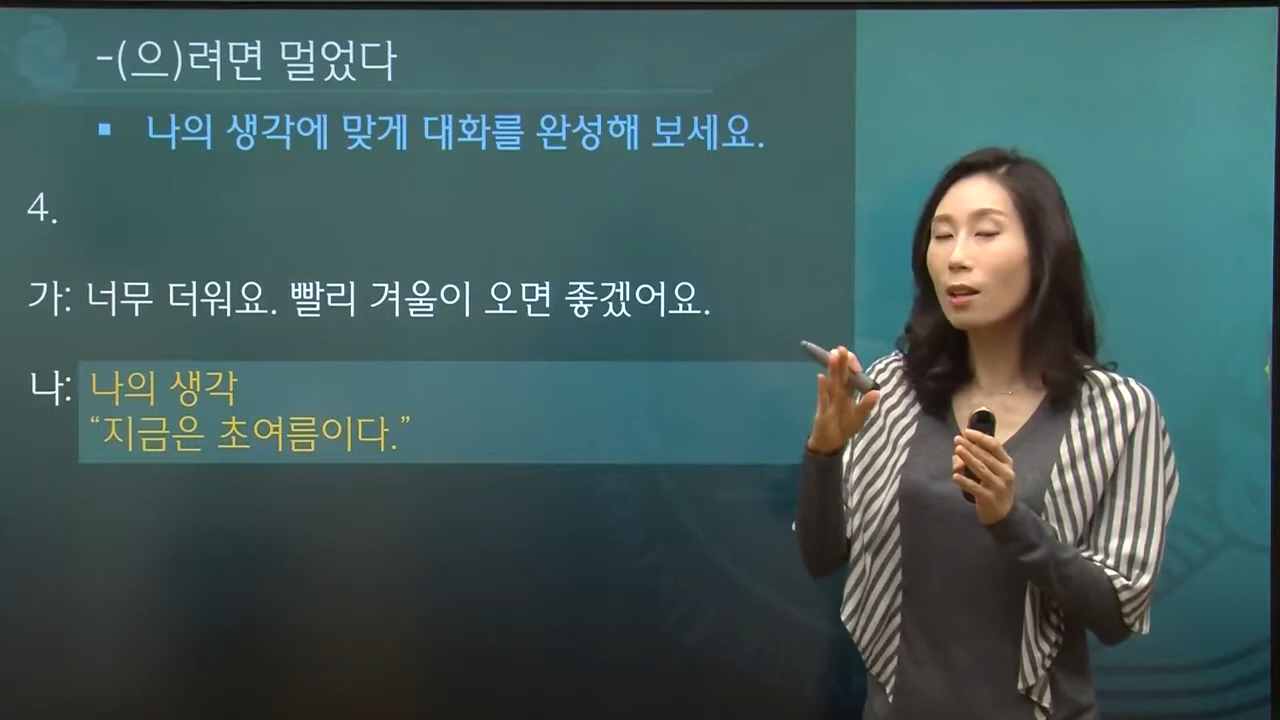 -(으)려면 멀었다
▪ 나의 생각에 맞게 대화를 완성해 보세요.
4.
가: 너무 더워요. 빨리 겨울이 오면 좋겠어요.
나: 나의 생각
“지금은 초여름이다.”